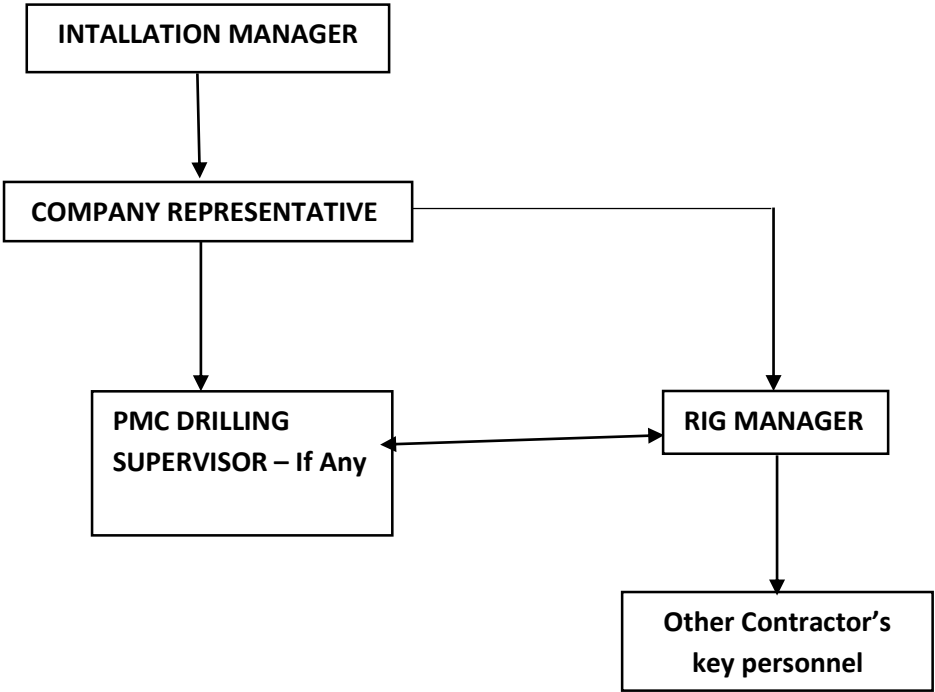 INTALLATION MANAGER
COMPANY REPRESENTATIVE
PMC DRILLING
SUPERVISOR – If Any
RIG MANAGER
Other Contractor's
key personnel